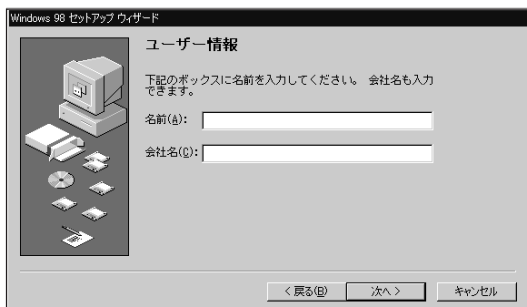 Windows 98 セットアップ ウィザード
ユーザー情報
下記のボックスに名前を入力してください。 会社名も入力
できます。
名前(A):
会社名(C):
< 戻る(B)
次へ >
キャンセル